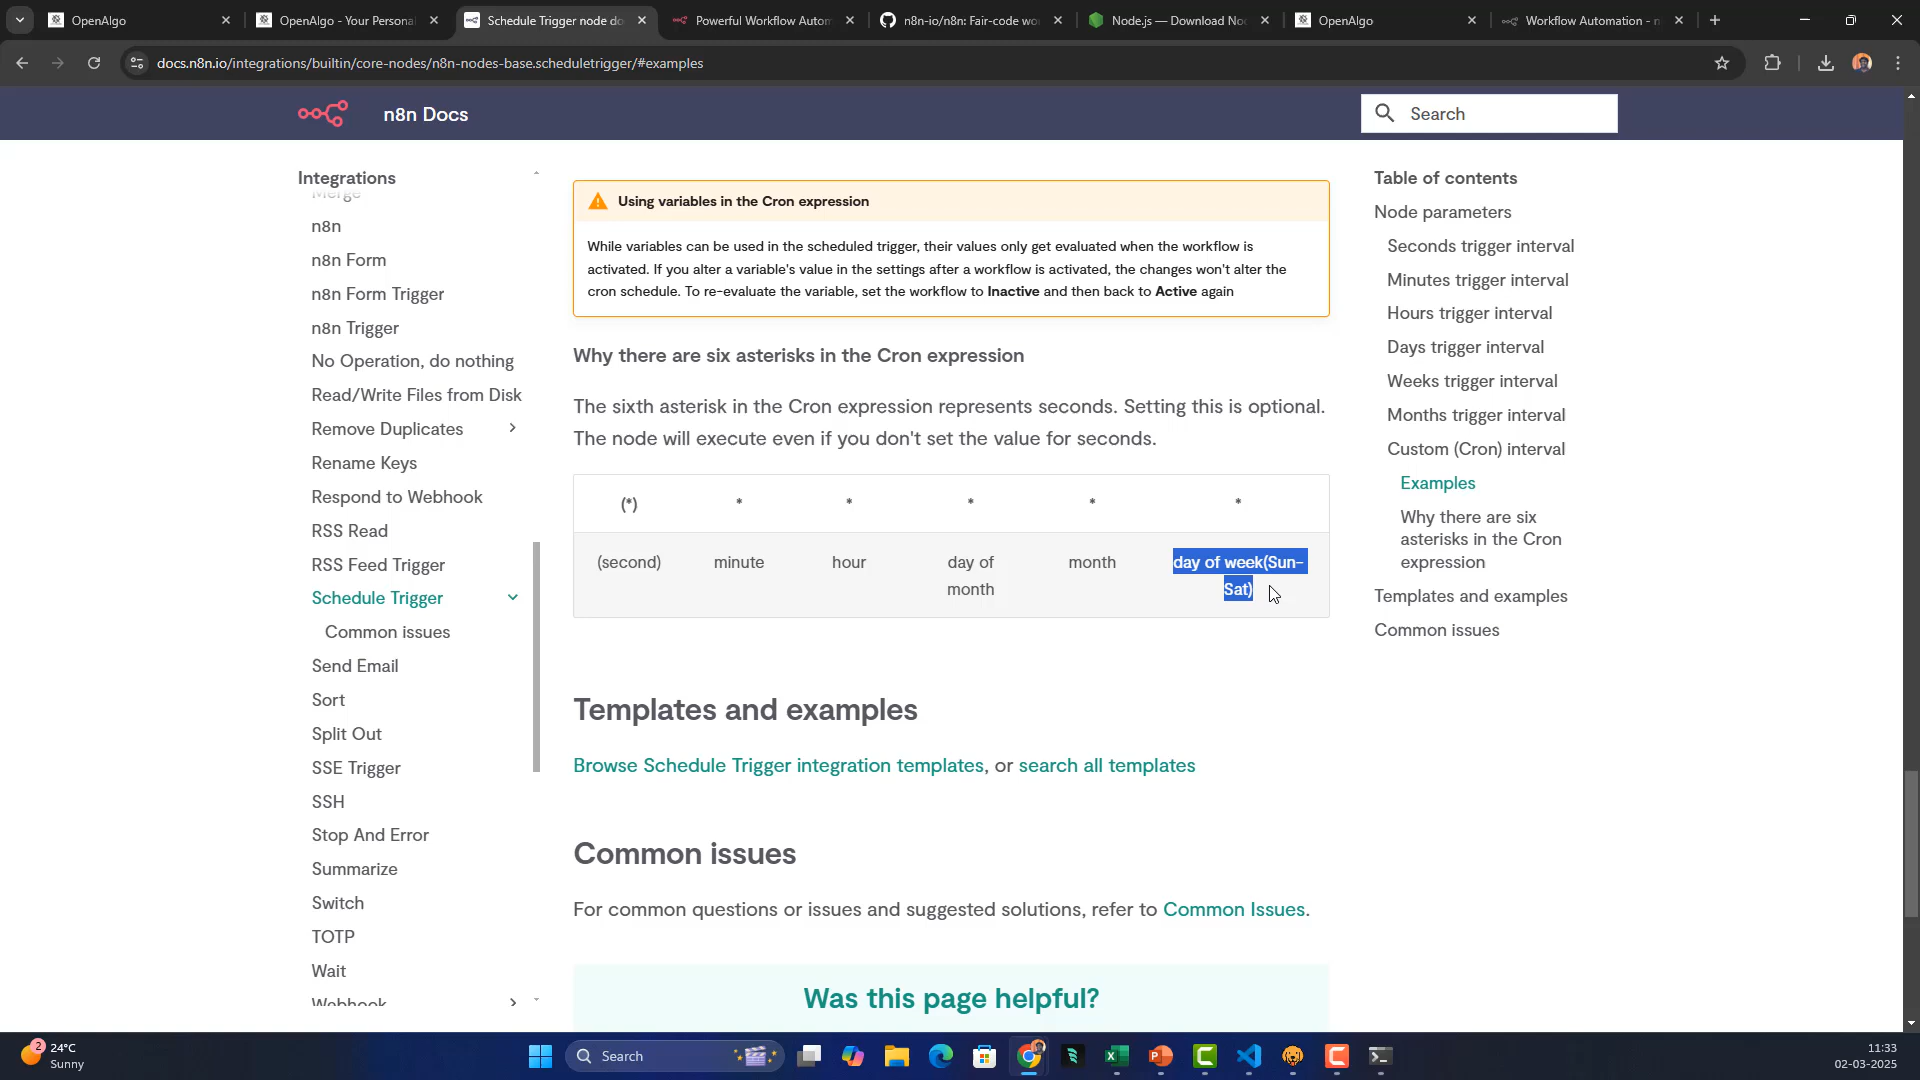 OpenAlgo
OpenAlgo - Your Personal
Schedule Trigger node do
Powerful Workflow Autom
n8n-io/n8n: Fair-code wo
Node.js — Download No
OpenAlgo
Workflow Automation - n
docs.n8n.io/integrations/builtin/core-nodes/n8n-nodes-base.scheduletrigger/#examples
n8n Docs
Search
Integrations
Merge
n8n
n8n Form
n8n Form Trigger
n8n Trigger
No Operation, do nothing
Read/Write Files from Disk
Remove Duplicates
Rename Keys
Respond to Webhook
RSS Read
RSS Feed Trigger
Schedule Trigger
Common issues
Send Email
Sort
Split Out
SSE Trigger
SSH
Stop And Error
Summarize
Switch
TOTP
Wait
Webhook
Using variables in the Cron expression
While variables can be used in the scheduled trigger, their values only get evaluated when the workflow is
activated. If you alter a variable's value in the settings after a workflow is activated, the changes won't alter the
cron schedule. To re-evaluate the variable, set the workflow to Inactive and then back to Active again
Why there are six asterisks in the Cron expression
The sixth asterisk in the Cron expression represents seconds. Setting this is optional.
The node will execute even if you don't set the value for seconds.
(*) * * * * *
(second) minute hour day of month month day of week(Sun-Sat)
Templates and examples
Browse Schedule Trigger integration templates, or search all templates
Common issues
For common questions or issues and suggested solutions, refer to Common Issues.
Was this page helpful?
Table of contents
Node parameters
Seconds trigger interval
Minutes trigger interval
Hours trigger interval
Days trigger interval
Weeks trigger interval
Months trigger interval
Custom (Cron) interval
Examples
Why there are six
asterisks in the Cron
expression
Templates and examples
Common issues
2
24°C
Sunny
Search
11:33
02-03-2025